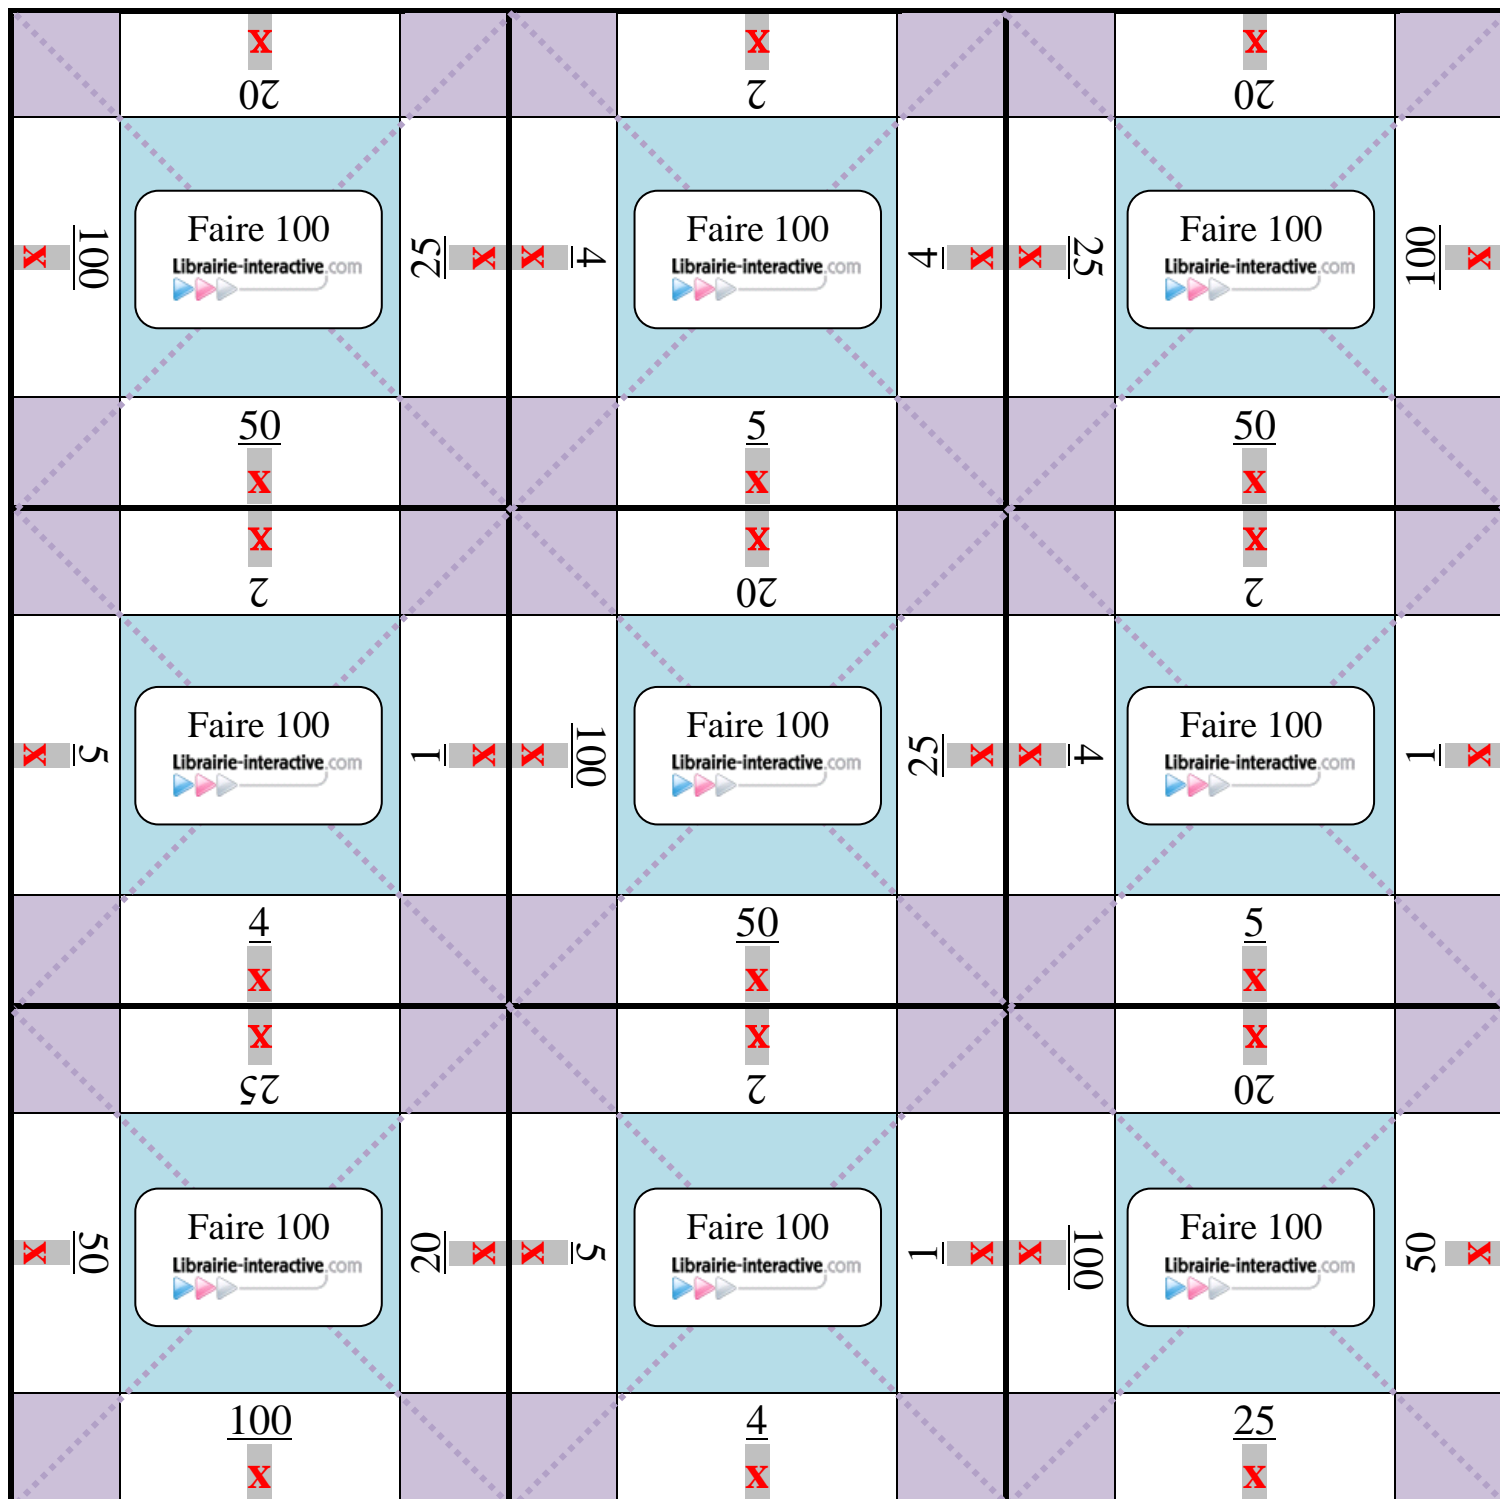 x x x
20 2 20
100 Faire 100 25 x x 4 Faire 100 4 x x 25 Faire 100 100 x
x Librairie-interactive.com Librairie-interactive.com Librairie-interactive.com
50 5 50
x x x
x x x
2 20 2
5 Faire 100 1 x x 100 Faire 100 25 x x 4 Faire 100 1 x
x Librairie-interactive.com Librairie-interactive.com Librairie-interactive.com
4 50 5
x x x
x x x
25 2 20
50 Faire 100 20 x x 5 Faire 100 1 x x 100 Faire 100 50 x
x Librairie-interactive.com Librairie-interactive.com Librairie-interactive.com
100 4 25
x x x